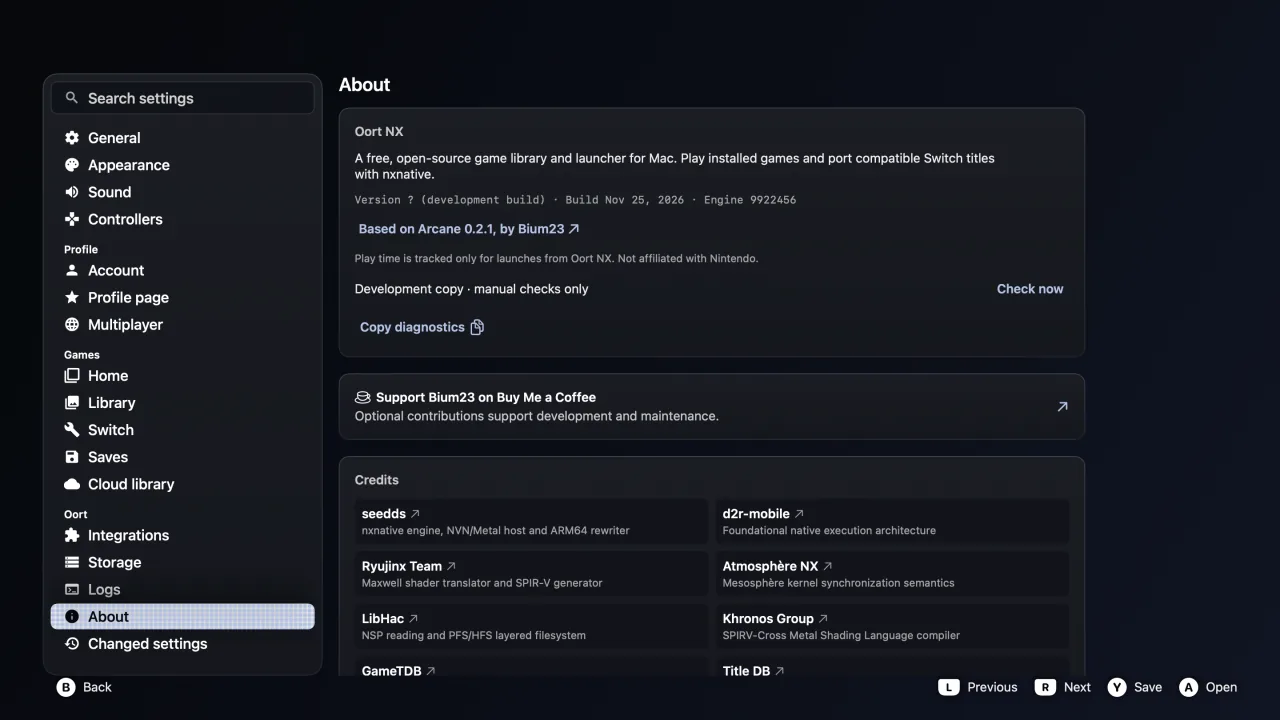 Search settings
General
Appearance
Sound
Controllers
Profile
Account
Profile page
Multiplayer
Games
Home
Library
Switch
Saves
Cloud library
Oort
Integrations
Storage
Logs
About
Changed settings
About
Oort NX
A free, open-source game library and launcher for Mac. Play installed games and port compatible Switch titles
with nxnative.
Version ? (development build) · Build Nov 25, 2026 · Engine 9922456
Based on Arcane 0.2.1, by Bium23
Play time is tracked only for launches from Oort NX. Not affiliated with Nintendo.
Development copy · manual checks only
Check now
Copy diagnostics
Support Bium23 on Buy Me a Coffee
Optional contributions support development and maintenance.
Credits
seedds
nxnative engine, NVN/Metal host and ARM64 rewriter
d2r-mobile
Foundational native execution architecture
Ryujinx Team
Maxwell shader translator and SPIR-V generator
Atmosphère NX
Mesosphère kernel synchronization semantics
LibHac
NSP reading and PFS/HFS layered filesystem
Khronos Group
SPIRV-Cross Metal Shading Language compiler
GameTDB
Title DB
B Back
L Previous
R Next
Y Save
A Open